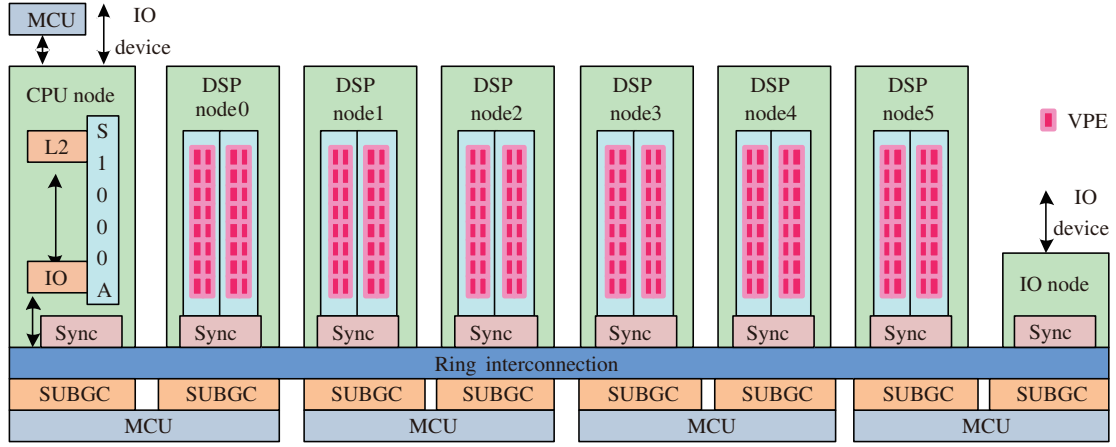 MCU
IO
device
CPU node
L2
S
1
0
0
0
A
IO
Sync
DSP
node0
Sync
DSP
node1
Sync
DSP
node2
Sync
DSP
node3
Sync
DSP
node4
Sync
DSP
node5
Sync
VPE
IO
device
IO node
Sync
Ring interconnection
SUBGC
SUBGC
SUBGC
SUBGC
SUBGC
SUBGC
SUBGC
SUBGC
MCU
MCU
MCU
MCU